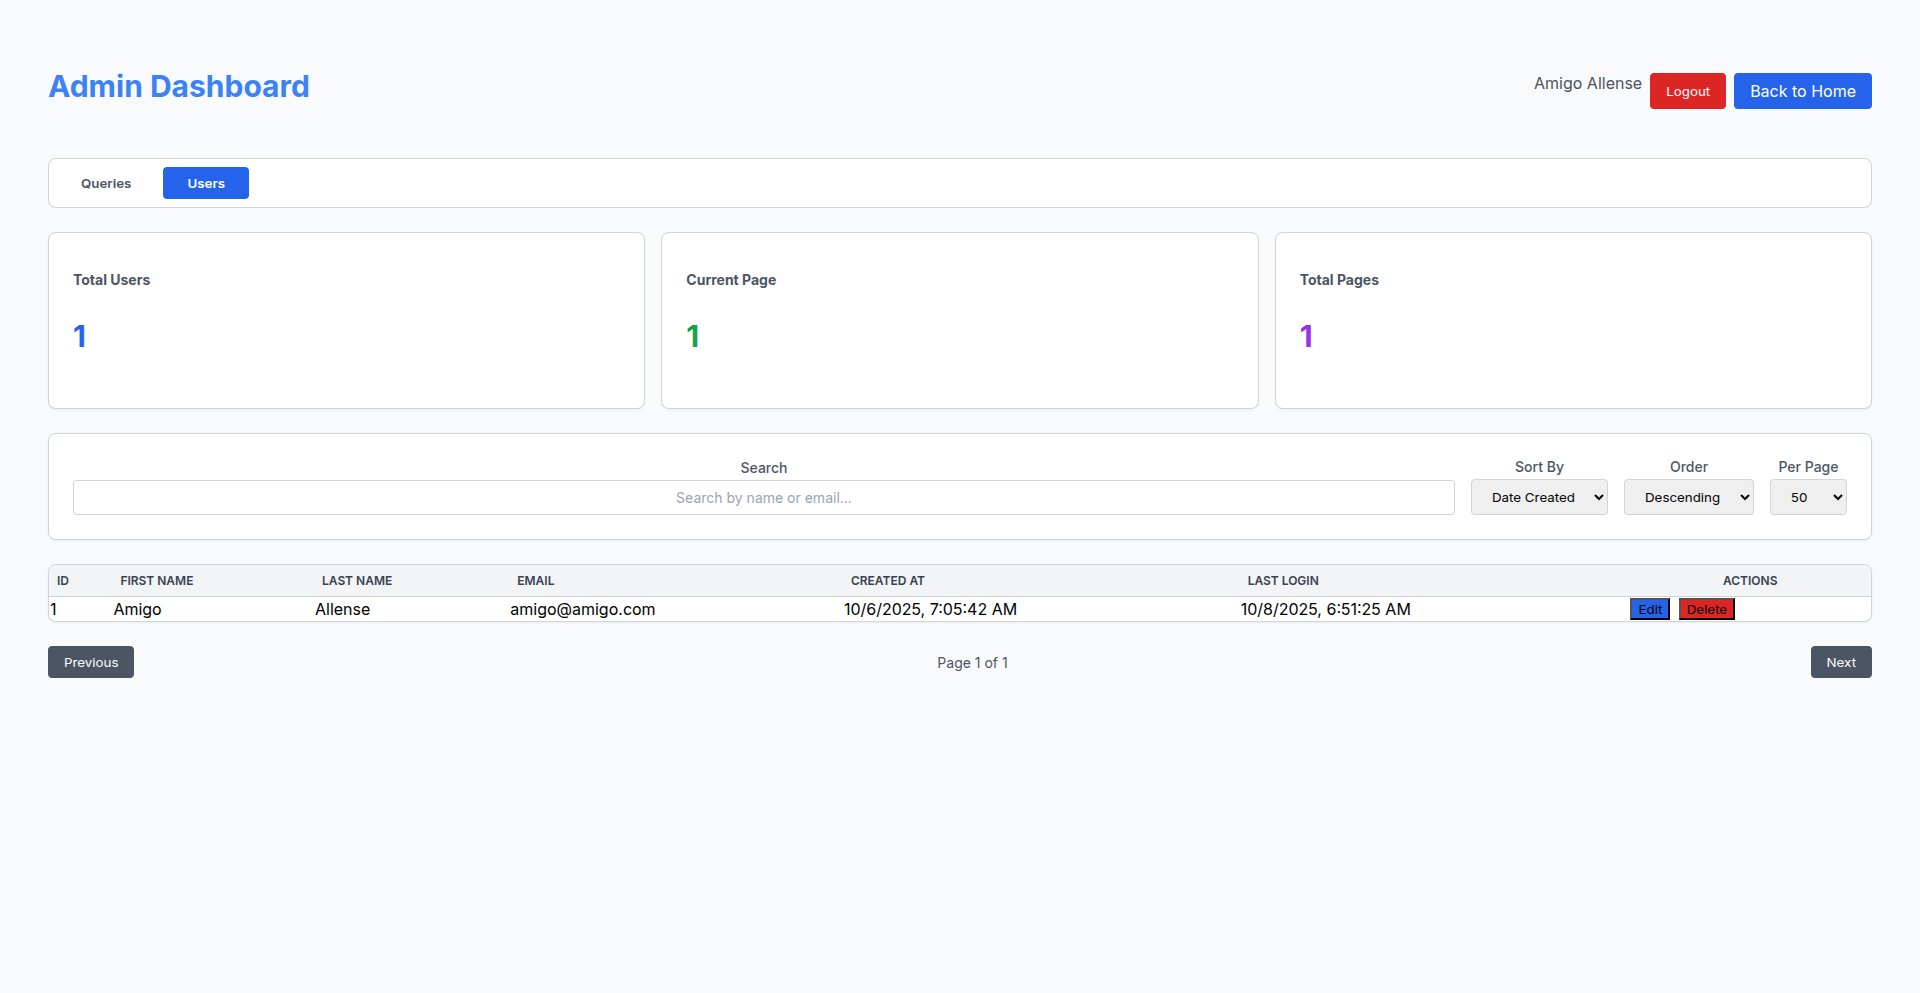 Admin Dashboard
Amigo Allense Logout Back to Home
Queries Users
Total Users
1
Current Page
1
Total Pages
1
Search
Search by name or email...
Sort By
Date Created
Order
Descending
Per Page
50
ID FIRST NAME LAST NAME EMAIL CREATED AT LAST LOGIN ACTIONS
1 Amigo Allense amigo@amigo.com 10/6/2025, 7:05:42 AM 10/8/2025, 6:51:25 AM Edit Delete
Previous Page 1 of 1 Next